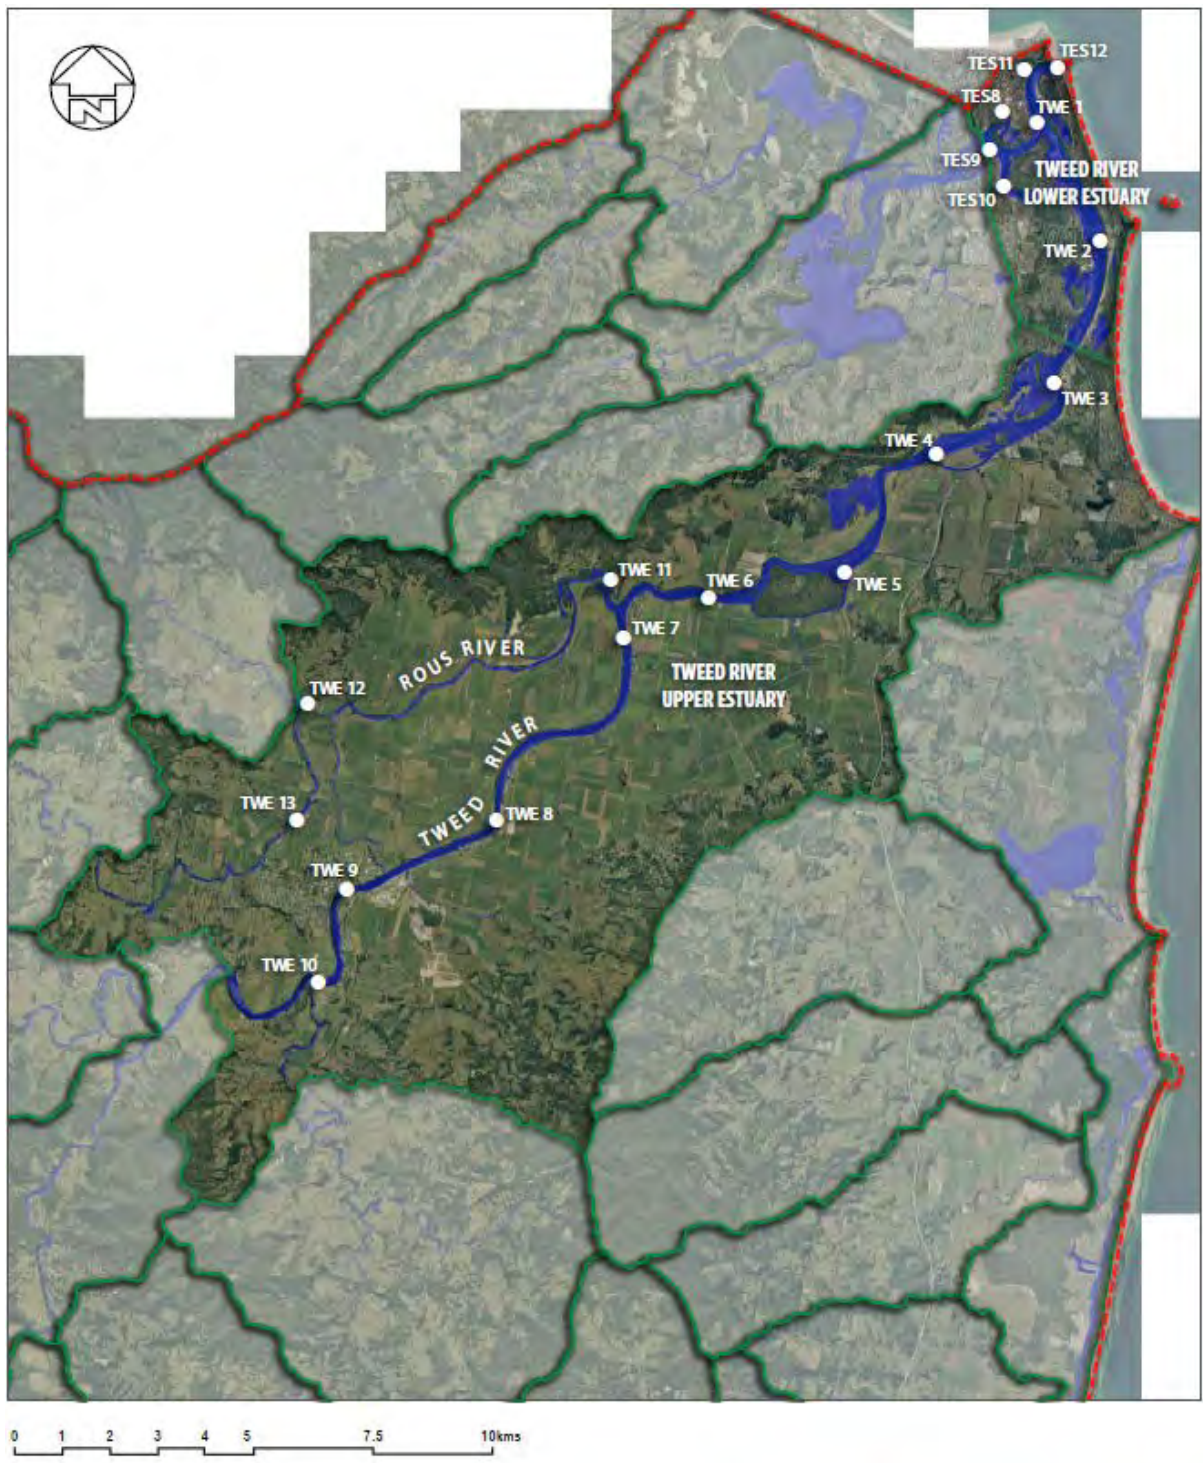 N
TES11
TES12
TES8
TWE 1
TES9
TWEED RIVER
LOWER ESTUARY
TES10
TWE 2
TWE 3
TWE 4
TWE 11
TWE 6
TWE 5
TWE 7
ROUS RIVER
TWEED RIVER
UPPER ESTUARY
TWE 12
TWEED RIVER
TWE 13
TWE 8
TWE 9
TWE 10
0 1 2 3 4 5 7.5 10kms